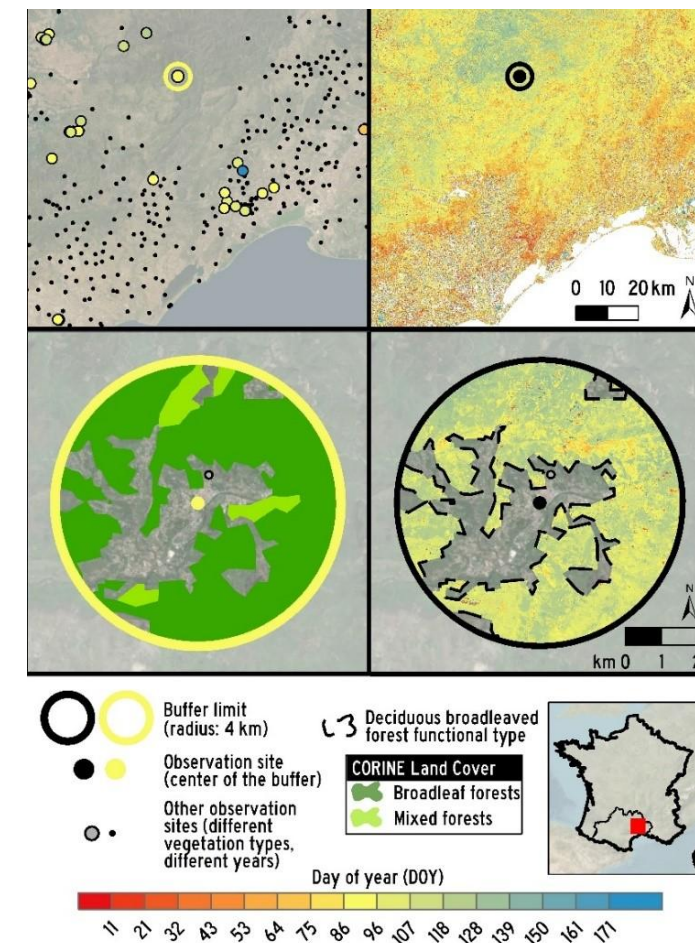 0 10 20 km
N
N
km 0 1 2
Buffer limit
(radius: 4 km)
Observation site
(center of the buffer)
Other observation
sites (different
vegetation types,
different years)
Deciduous broadleaved
forest functional type
CORINE Land Cover
Broadleaf forests
Mixed forests
Day of year (DOY)
11 21 32 43 53 64 75 86 96 107 118 128 139 150 161 171